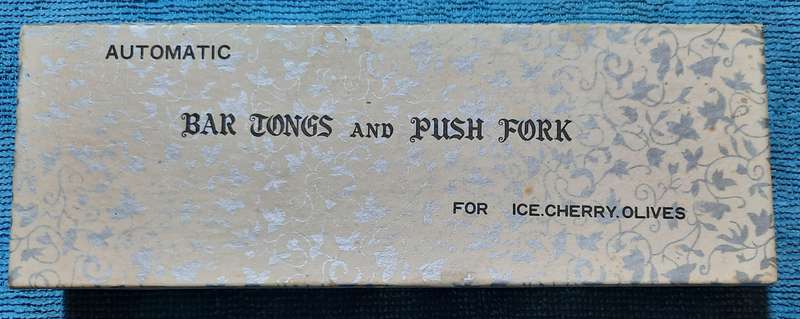 AUTOMATIC
BAR TONGS AND PUSH FORK
FOR ICE.CHERRY.OLIVES